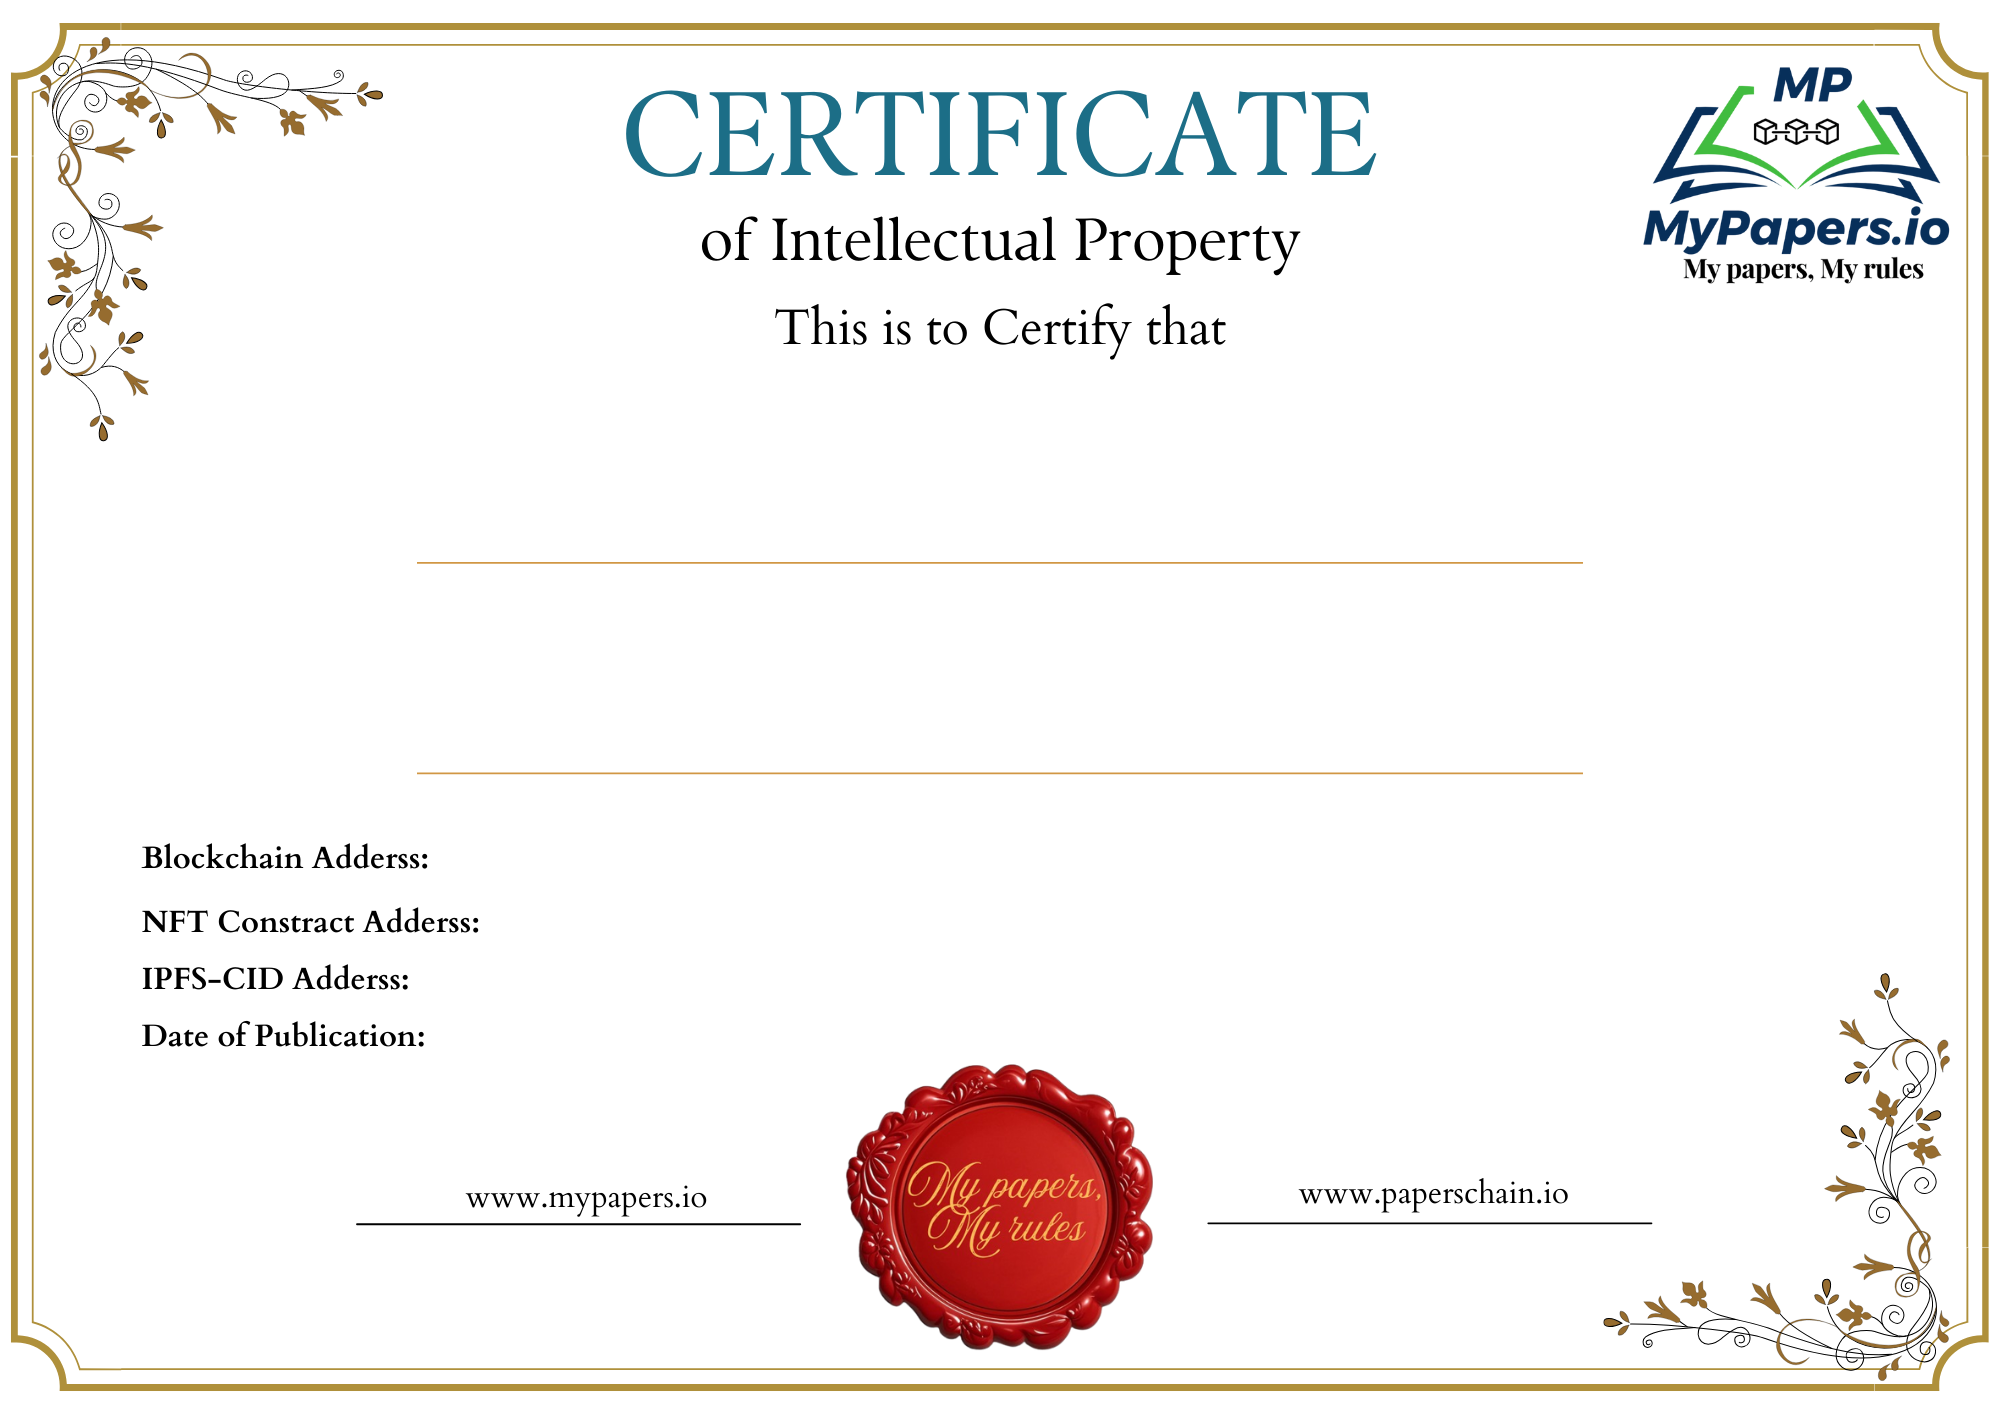 MP
CERTIFICATE
MyPapers.io
of Intellectual Property
My papers, My rules
This is to Certify that
Blockchain Adderss:
NFT Constract Adderss:
IPFS-CID Adderss:
Date of Publication:
www.mypapers.io
My papers,
My rules
www.paperschain.io